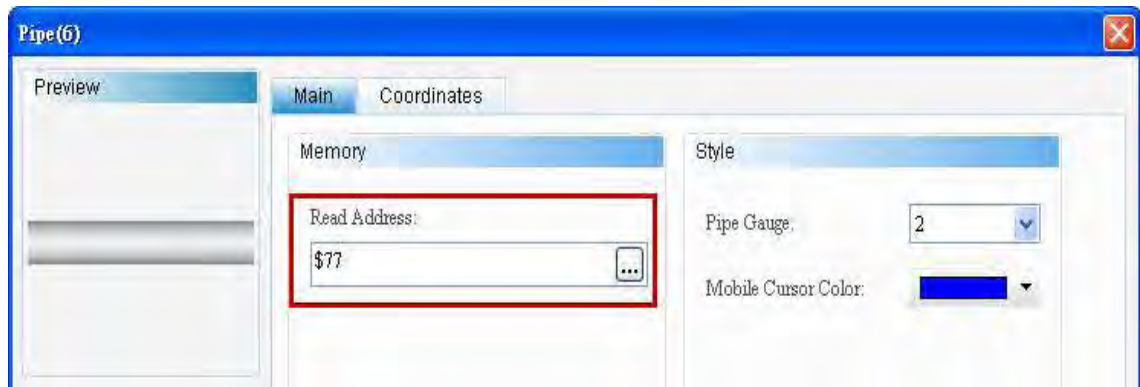 Pipe(6)
Preview
Main
Coordinates
Memory
Style
Read Address:
$77
...
Pipe Gauge:
2
Mobile Cursor Color: